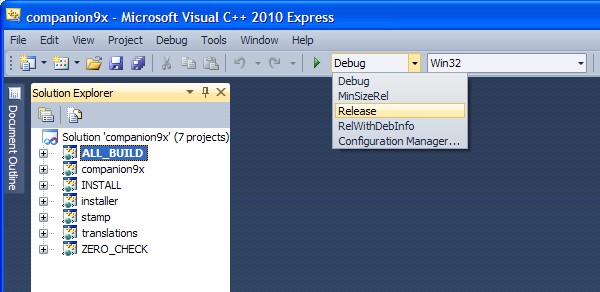 companion9x - Microsoft Visual C++ 2010 Express
File Edit View Project Debug Tools Window Help
Debug Win32
Debug
MinSizeRel
Release
RelWithDebInfo
Configuration Manager...
Document Outline
Solution Explorer
Solution 'companion9x' (7 projects)
ALL_BUILD
companion9x
INSTALL
installer
stamp
translations
ZERO_CHECK